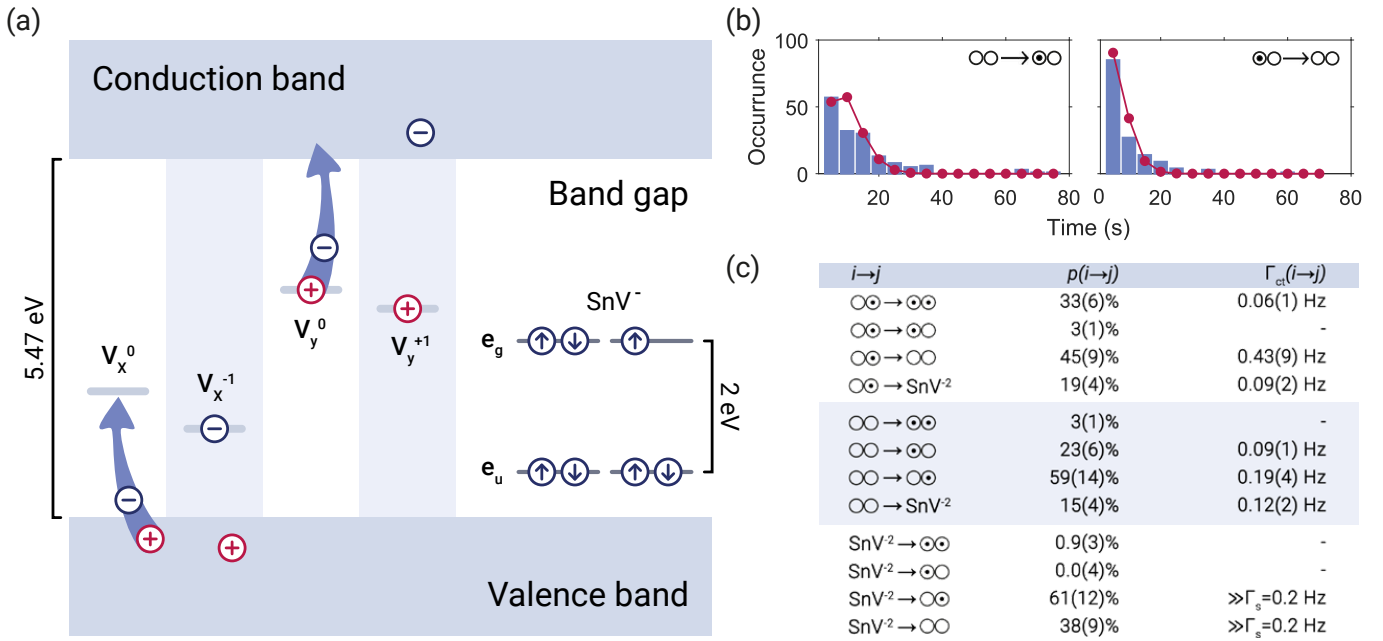 (a)
Conduction band
Band gap
5.47 eV
V_x^0
V_x^-1
V_y^0
V_y^+1
SnV^-
e_g
e_u
2 eV
Valence band
(b)
Occurrunce
100
50
0
20 40 60 80
0 20 40 60 80
Time (s)
○○→⊙○
⊙○→○○
(c)
i→j p(i→j) Γ_ct(i→j)
○⊙→⊙⊙ 33(6)% 0.06(1) Hz
○⊙→⊙○ 3(1)% -
○⊙→○○ 45(9)% 0.43(9) Hz
○⊙→SnV^-2 19(4)% 0.09(2) Hz
○○→⊙⊙ 3(1)% -
○○→⊙○ 23(6)% 0.09(1) Hz
○○→○⊙ 59(14)% 0.19(4) Hz
○○→SnV^-2 15(4)% 0.12(2) Hz
SnV^-2→⊙⊙ 0.9(3)% -
SnV^-2→⊙○ 0.0(4)% -
SnV^-2→○⊙ 61(12)% ≫Γ_s=0.2 Hz
SnV^-2→○○ 38(9)% ≫Γ_s=0.2 Hz